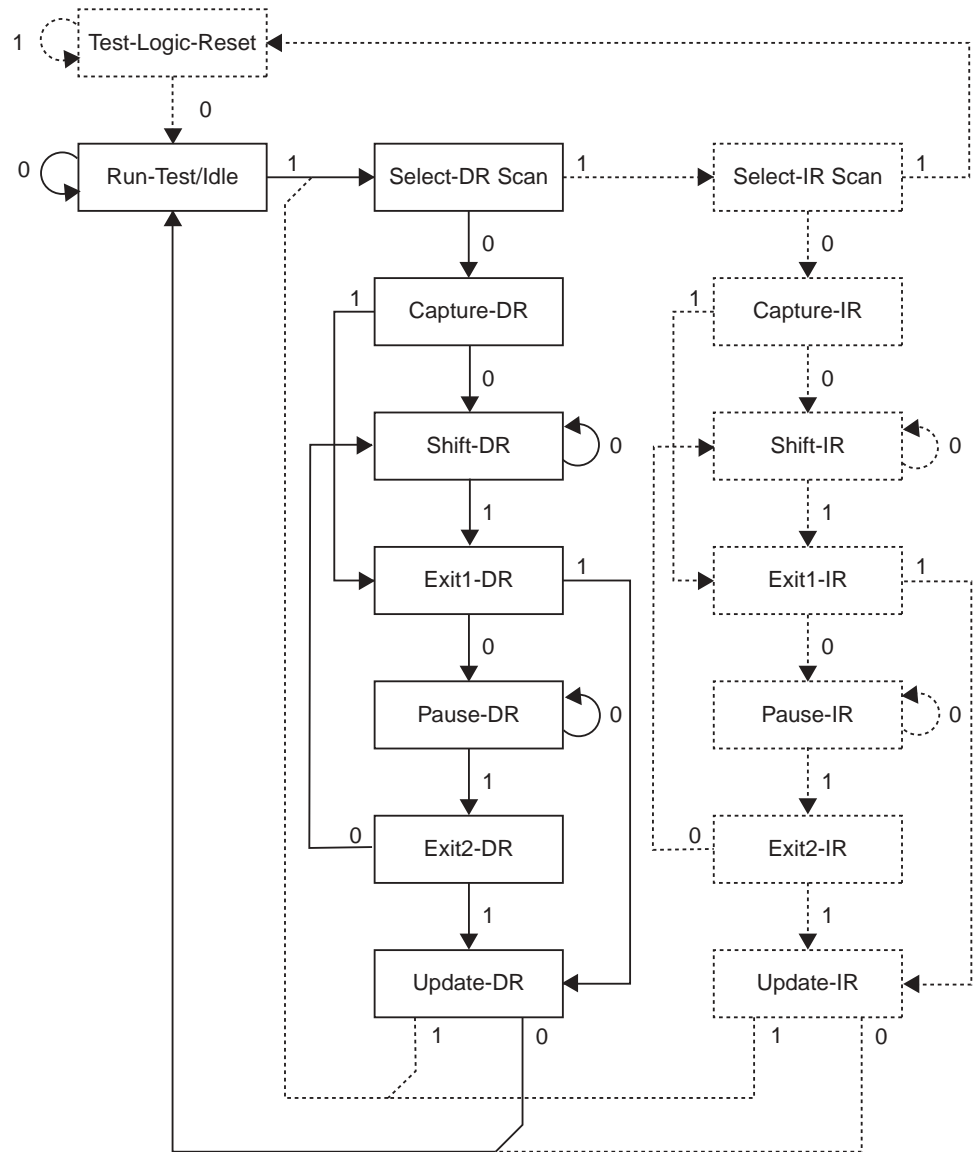 1 Test-Logic-Reset
0
0 Run-Test/Idle 1 Select-DR Scan 1 Select-IR Scan 1
0 0
1 Capture-DR 1 Capture-IR
0 0
Shift-DR 0 Shift-IR 0
1 1
Exit1-DR 1 Exit1-IR 1
0 0
Pause-DR 0 Pause-IR 0
1 1
0 Exit2-DR 0 Exit2-IR
1 1
Update-DR Update-IR
1 0 1 0